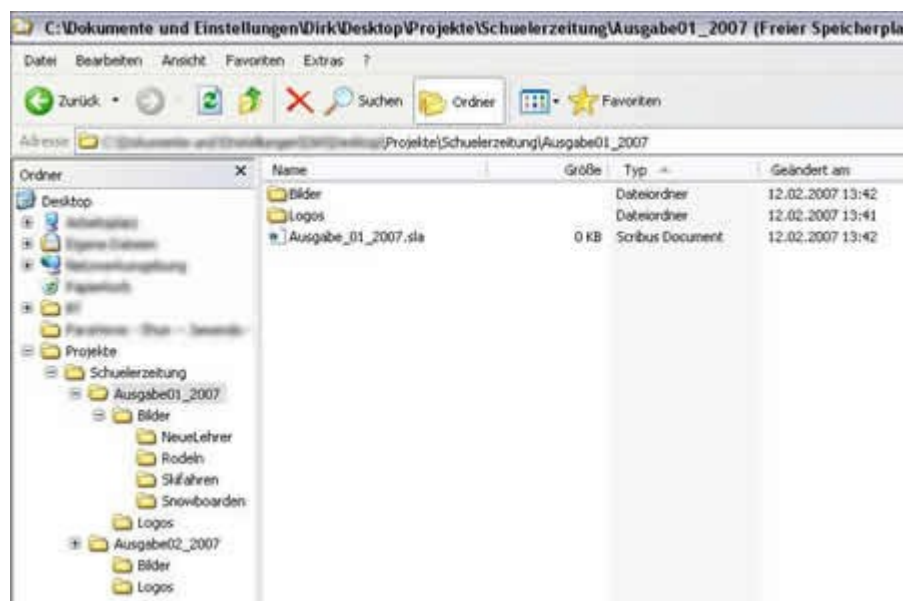 C:\Dokumente und Einstellungen\Dirk\Desktop\Projekte\Schuelerzeitung\Ausgabe01_2007 (Freier Speicherpla
Datei Bearbeiten Ansicht Favoriten Extras ?
Zurück Suchen Ordner Favoriten
Adresse \Projekte\Schuelerzeitung\Ausgabe01_2007
Ordner × Name Größe Typ Geändert am
Desktop
Bilder Dateiordner 12.02.2007 13:42
Logos Dateiordner 12.02.2007 13:41
Ausgabe_01_2007.sla 0 KB Scribus Document 12.02.2007 13:42
Projekte
Schuelerzeitung
Ausgabe01_2007
Bilder
NeueLehrer
Rodeln
Skifahren
Snowboarden
Logos
Ausgabe02_2007
Bilder
Logos